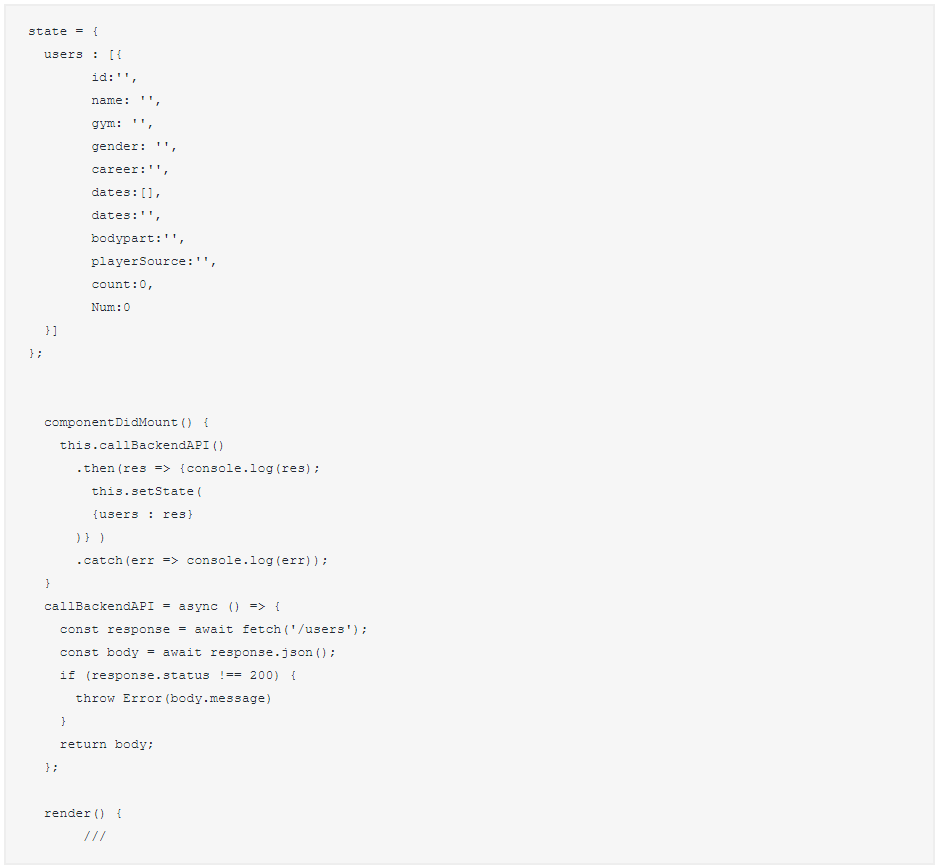 state = {
  users : [{
        id:'',
        name: '',
        gym: '',
        gender: '',
        career:'',
        dates:[],
        dates:'',
        bodypart:'',
        playerSource:'',
        count:0,
        Num:0
  }]
};
  componentDidMount() {
    this.callBackendAPI()
      .then(res => {console.log(res);
        this.setState(
        {users : res}
      )} )
      .catch(err => console.log(err));
  }
  callBackendAPI = async () => {
    const response = await fetch('/users');
    const body = await response.json();
    if (response.status !== 200) {
      throw Error(body.message)
    }
    return body;
  };
  render() {
       ///